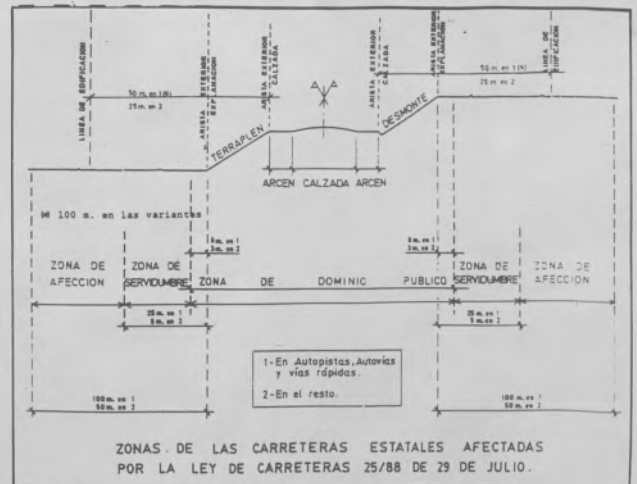 LINEA DE EDIFICACION
ARISTA EXTERIOR EXPLANACION
ARISTA EXTERIOR CALZADA
ARISTA EXTERIOR CALZADA
ARISTA EXTERIOR EXPLANACION
LINEA DE EDIFICACION
50 m. en 1 (*)
25 m. en 2
50 m. en 1 (*)
25 m. en 2
TERRAPLEN
DESMONTE
ARCEN CALZADA ARCEN
(*) 100 m. en las variantes
8 m. en 1
3 m. en 2
8 m. en 1
3 m. en 2
ZONA DE AFECCION
ZONA DE SERVIDUMBRE
ZONA DE DOMINIO PUBLICO
ZONA DE SERVIDUMBRE
ZONA DE AFECCION
25 m. en 1
8 m. en 2
25 m. en 1
8 m. en 2
1-En Autopistas, Autovias
y vías rápidas.
2-En el resto.
100 m. en 1
50 m. en 2
100 m. en 1
50 m. en 2
ZONAS DE LAS CARRETERAS ESTATALES AFECTADAS
POR LA LEY DE CARRETERAS 25/88 DE 29 DE JULIO.